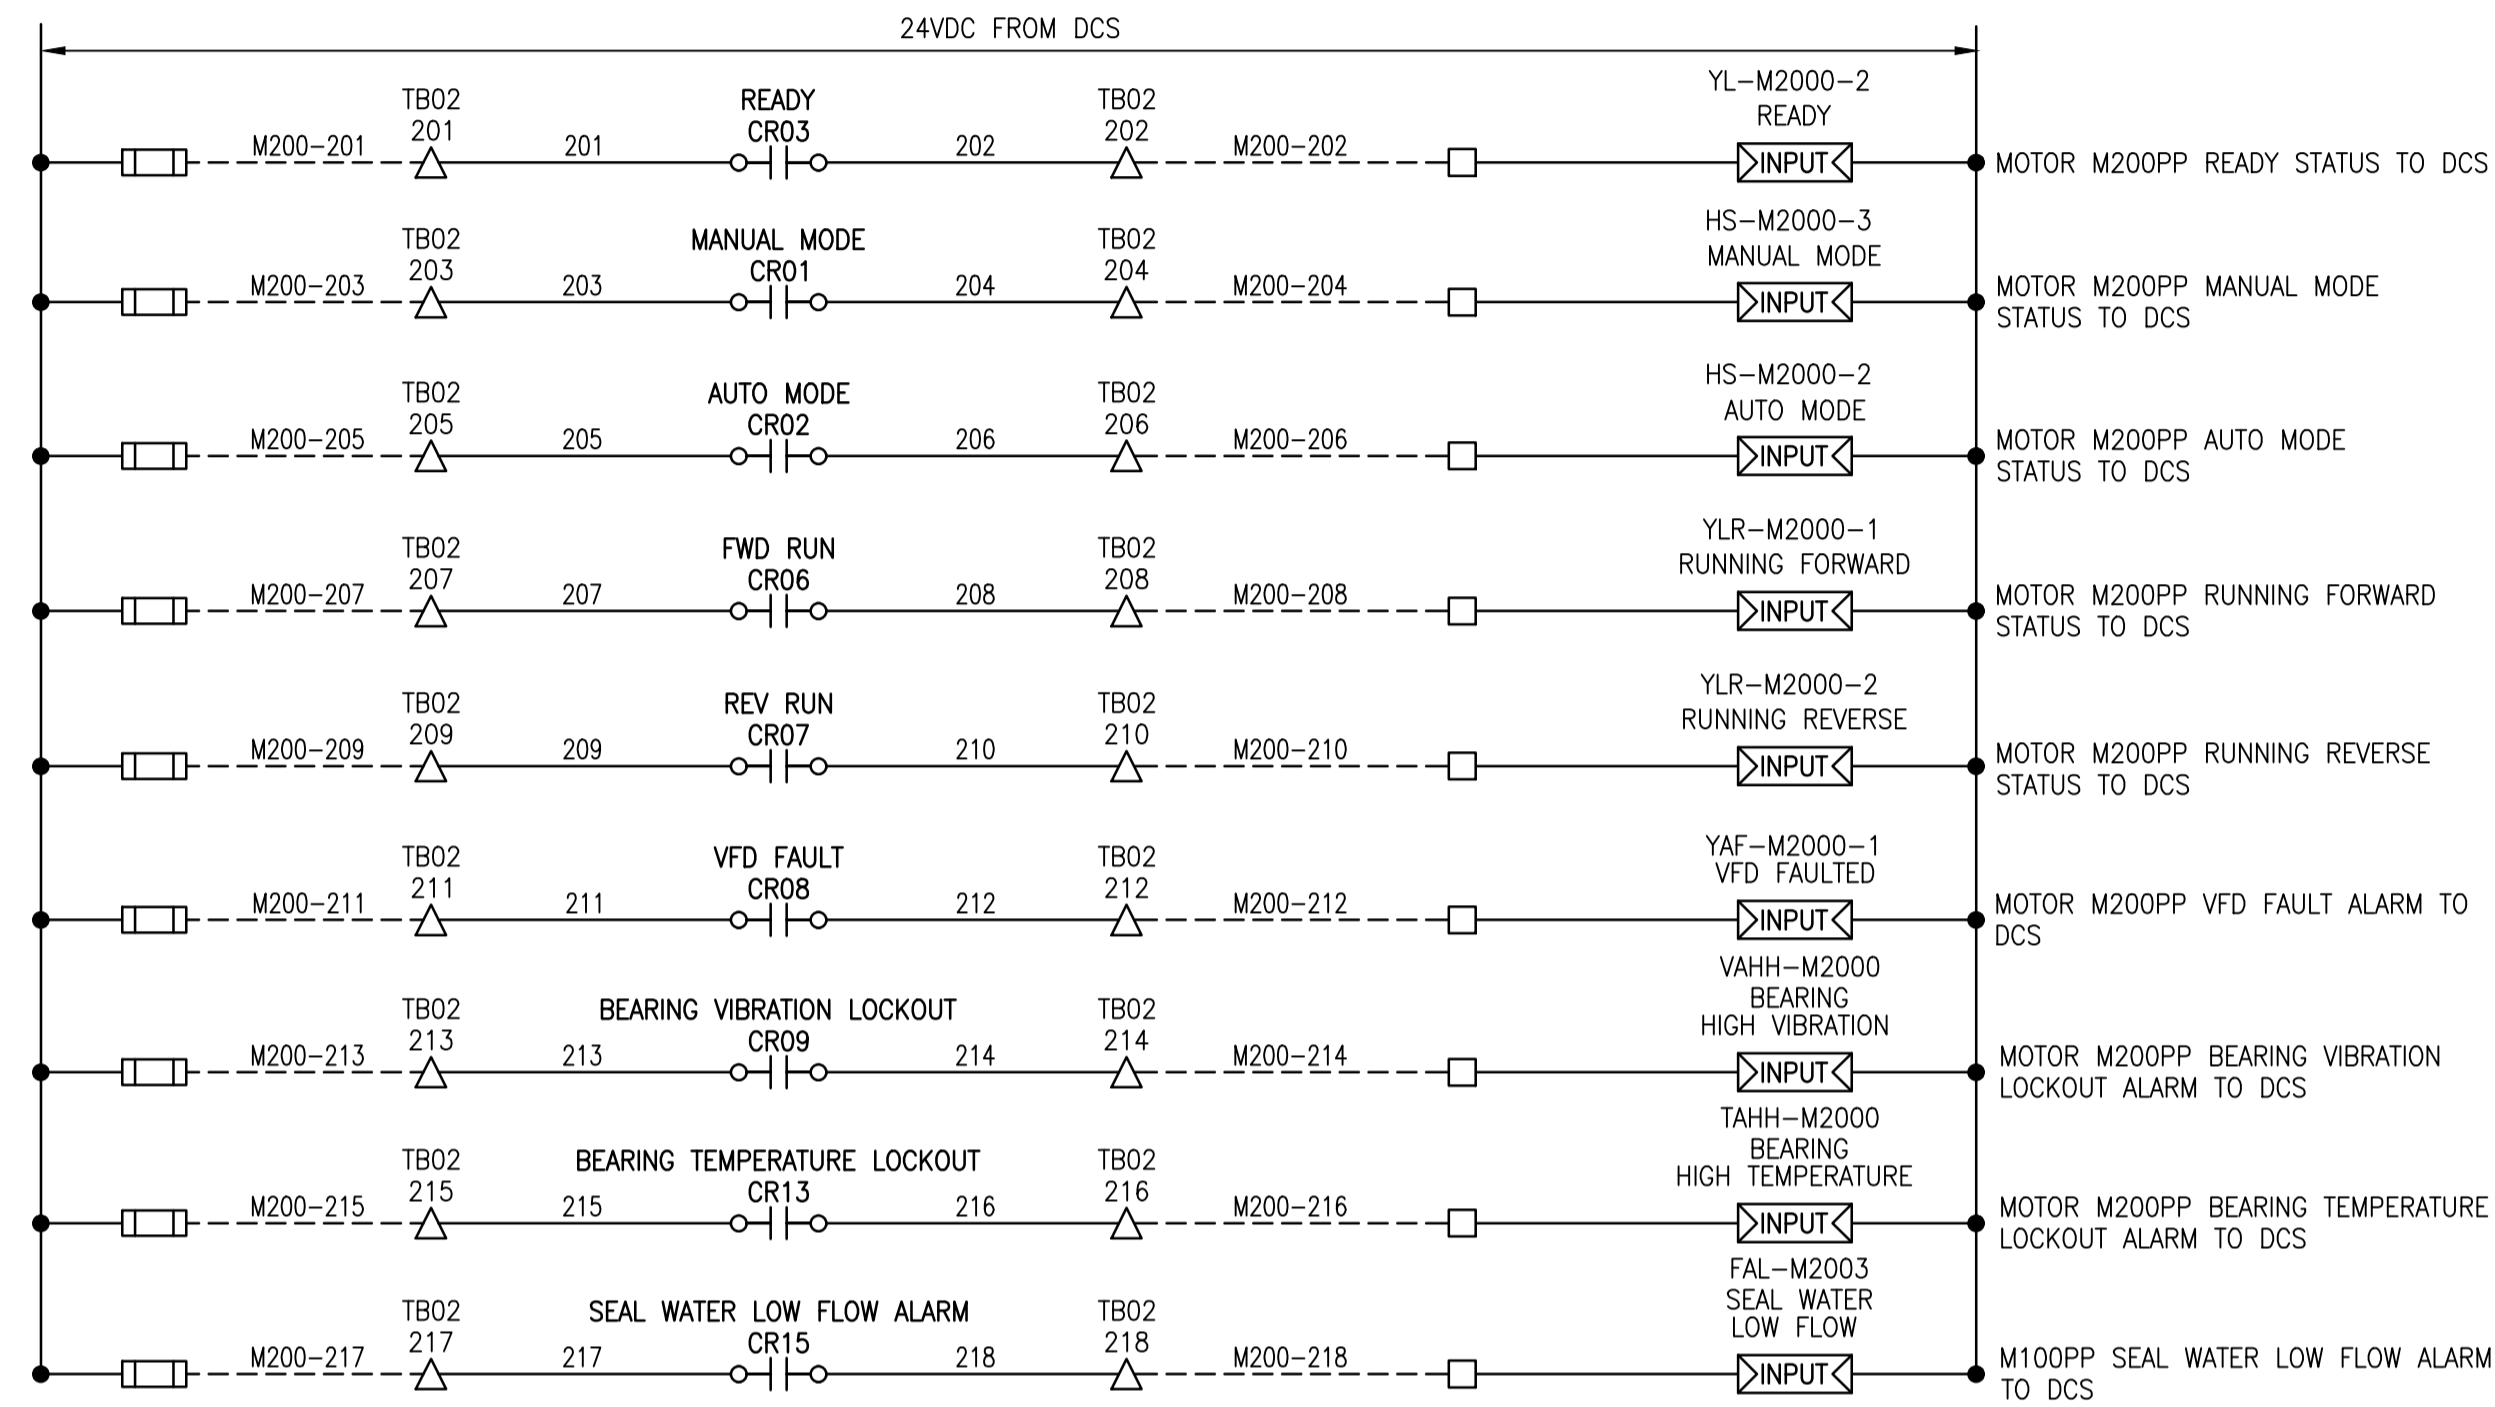 24VDC FROM DCS
YL-M2000-2
READY
TB02
201
READY
CR03
TB02
202
M200-201
201
202
M200-202
INPUT
MOTOR M200PP READY STATUS TO DCS
HS-M2000-3
MANUAL MODE
TB02
203
MANUAL MODE
CR01
TB02
204
M200-203
203
204
M200-204
INPUT
MOTOR M200PP MANUAL MODE
STATUS TO DCS
HS-M2000-2
AUTO MODE
TB02
205
AUTO MODE
CR02
TB02
206
M200-205
205
206
M200-206
INPUT
MOTOR M200PP AUTO MODE
STATUS TO DCS
YLR-M2000-1
RUNNING FORWARD
TB02
207
FWD RUN
CR06
TB02
208
M200-207
207
208
M200-208
INPUT
MOTOR M200PP RUNNING FORWARD
STATUS TO DCS
YLR-M2000-2
RUNNING REVERSE
TB02
209
REV RUN
CR07
TB02
210
M200-209
209
210
M200-210
INPUT
MOTOR M200PP RUNNING REVERSE
STATUS TO DCS
YAF-M2000-1
VFD FAULTED
TB02
211
VFD FAULT
CR08
TB02
212
M200-211
211
212
M200-212
INPUT
MOTOR M200PP VFD FAULT ALARM TO
DCS
VAHH-M2000
BEARING
HIGH VIBRATION
TB02
213
BEARING VIBRATION LOCKOUT
CR09
TB02
214
M200-213
213
214
M200-214
INPUT
MOTOR M200PP BEARING VIBRATION
LOCKOUT ALARM TO DCS
TAHH-M2000
BEARING
HIGH TEMPERATURE
TB02
215
BEARING TEMPERATURE LOCKOUT
CR13
TB02
216
M200-215
215
216
M200-216
INPUT
MOTOR M200PP BEARING TEMPERATURE
LOCKOUT ALARM TO DCS
FAL-M2003
SEAL WATER
LOW FLOW
TB02
217
SEAL WATER LOW FLOW ALARM
CR15
TB02
218
M200-217
217
218
M200-218
INPUT
M100PP SEAL WATER LOW FLOW ALARM
TO DCS